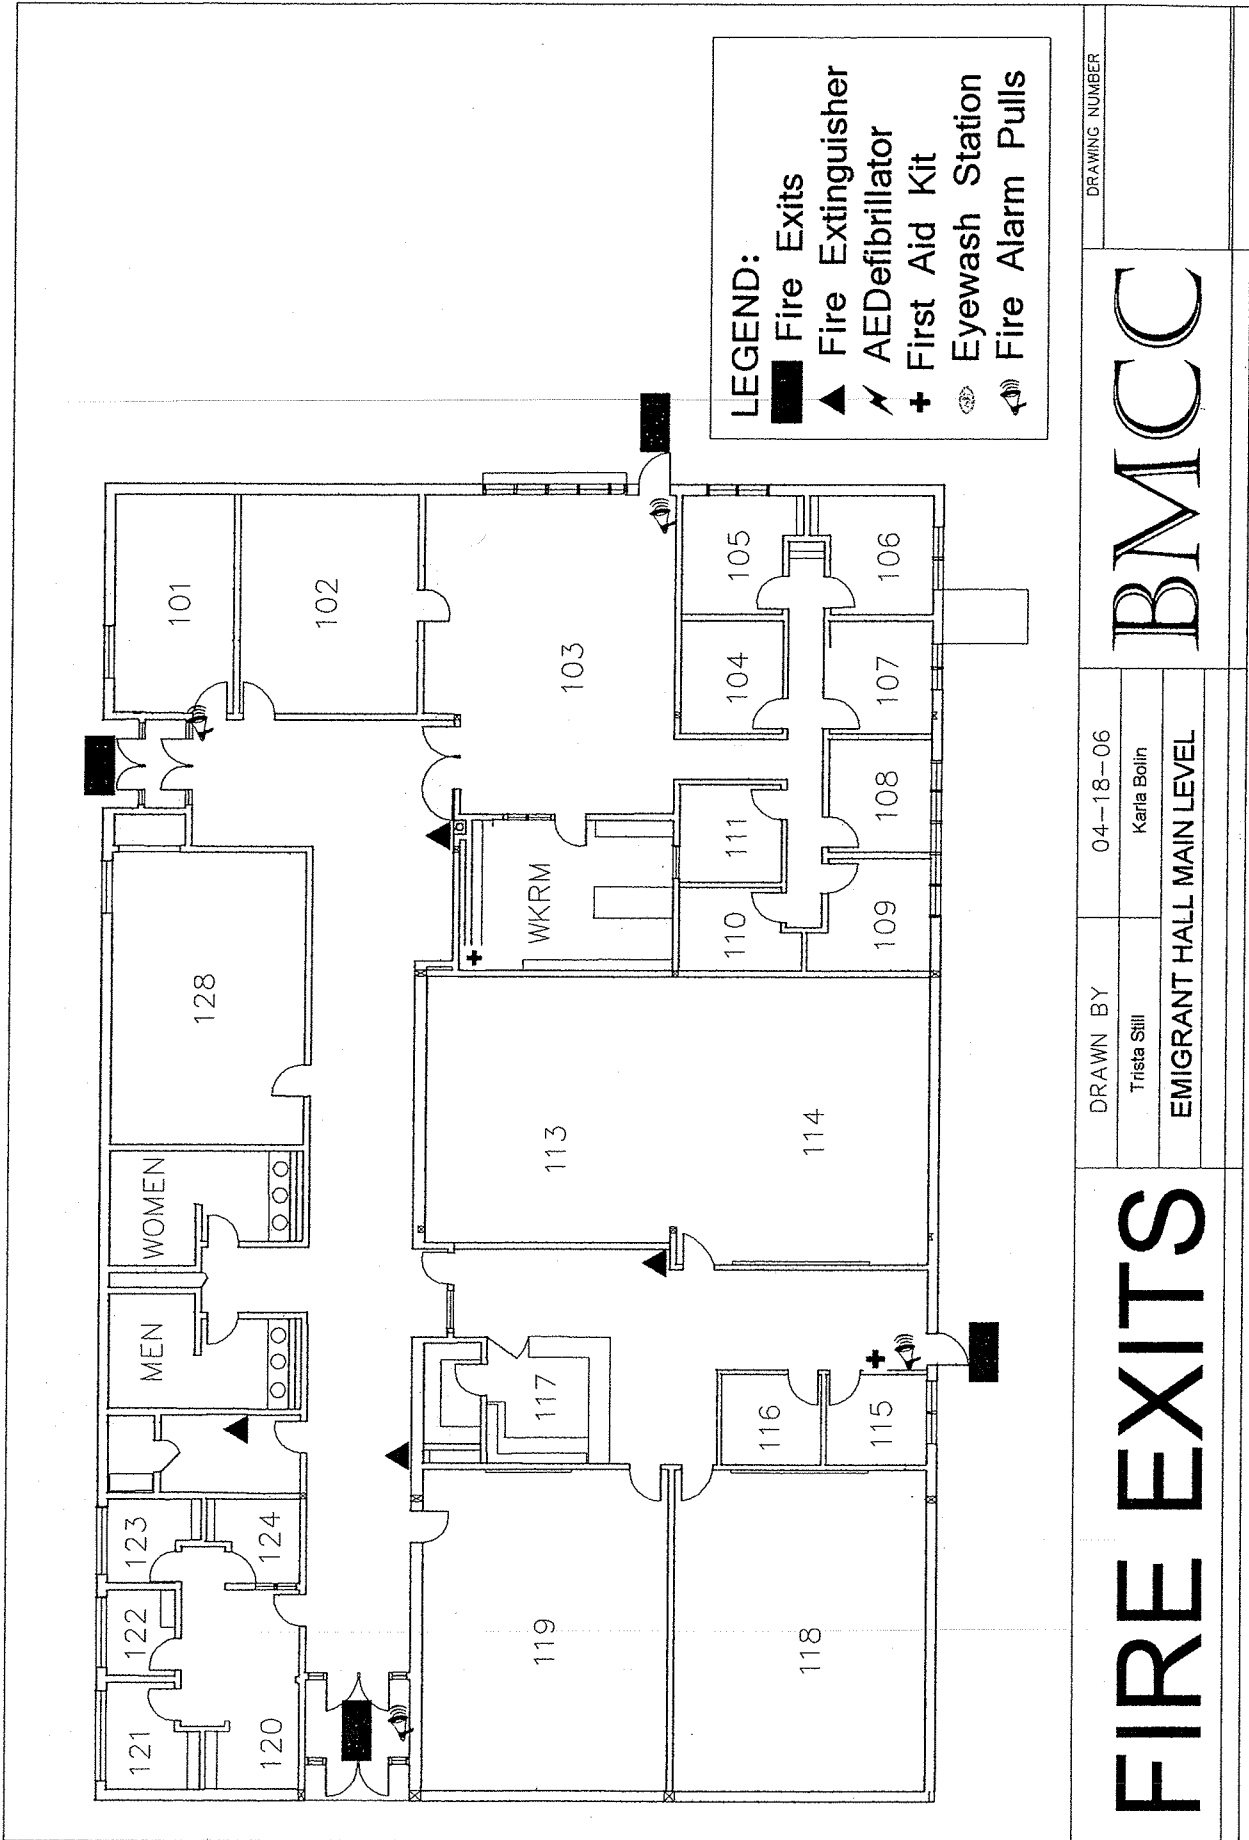 121
122
123
MEN
WOMEN
128
101
120
124
102
119
117
113
WKRM
103
118
116
115
114
110
111
104
105
109
108
107
106
LEGEND:
Fire Exits
Fire Extinguisher
AEDefibrillator
First Aid Kit
Eyewash Station
Fire Alarm Pulls
FIRE EXITS
DRAWN BY
04-18-06
Trista Still
Karla Bolin
EMIGRANT HALL MAIN LEVEL
BMCC
DRAWING NUMBER